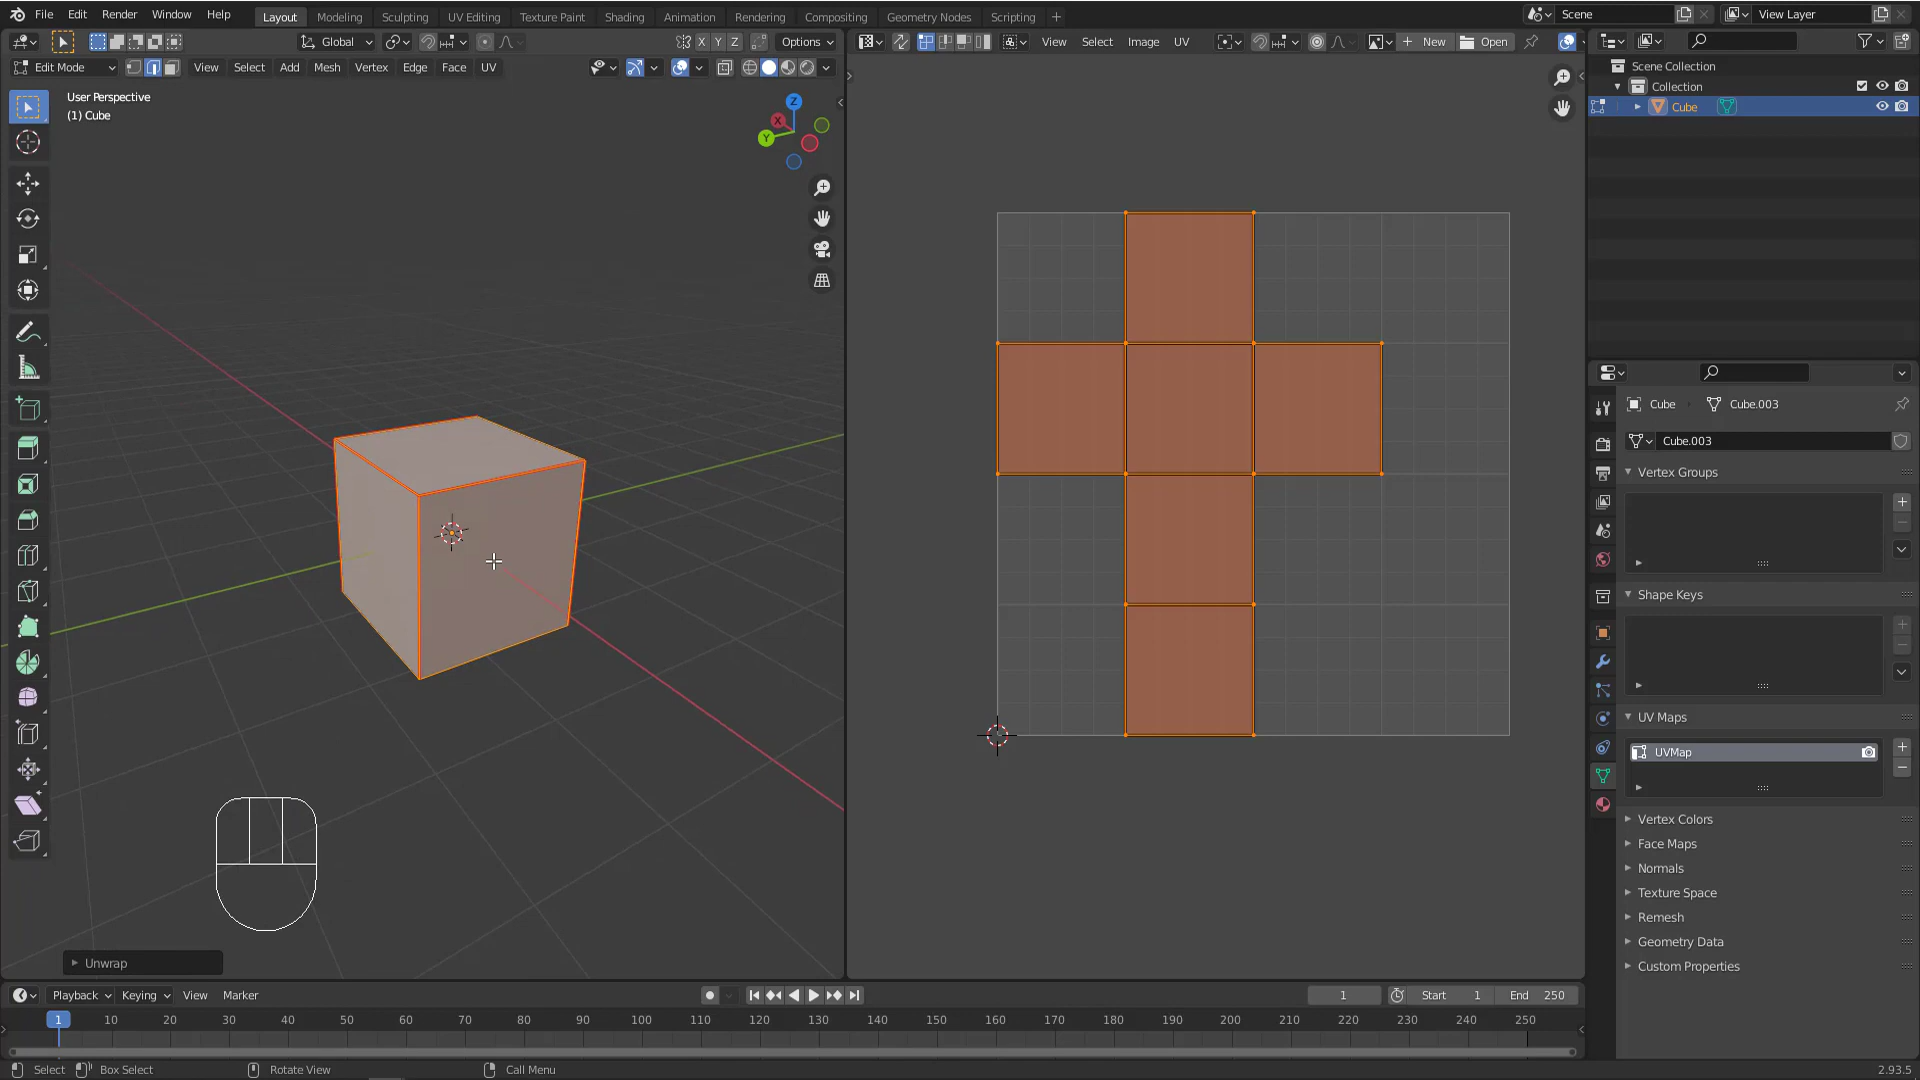 File Edit Render Window Help Layout Modeling Sculpting UV Editing Texture Paint Shading Animation Rendering Compositing Geometry Nodes Scripting + Scene View Layer
Global X Y Z Options View Select Image UV New Open
Edit Mode View Select Add Mesh Vertex Edge Face UV
User Perspective
(1) Cube
Z
X
Y
Scene Collection
Collection
Cube
Cube Cube.003
Cube.003
Vertex Groups
Shape Keys
UV Maps
UVMap
Vertex Colors
Face Maps
Normals
Texture Space
Remesh
Geometry Data
Custom Properties
Unwrap
Playback Keying View Marker 1 Start 1 End 250
1 10 20 30 40 50 60 70 80 90 100 110 120 130 140 150 160 170 180 190 200 210 220 230 240 250
Select Box Select Rotate View Call Menu 2.93.5